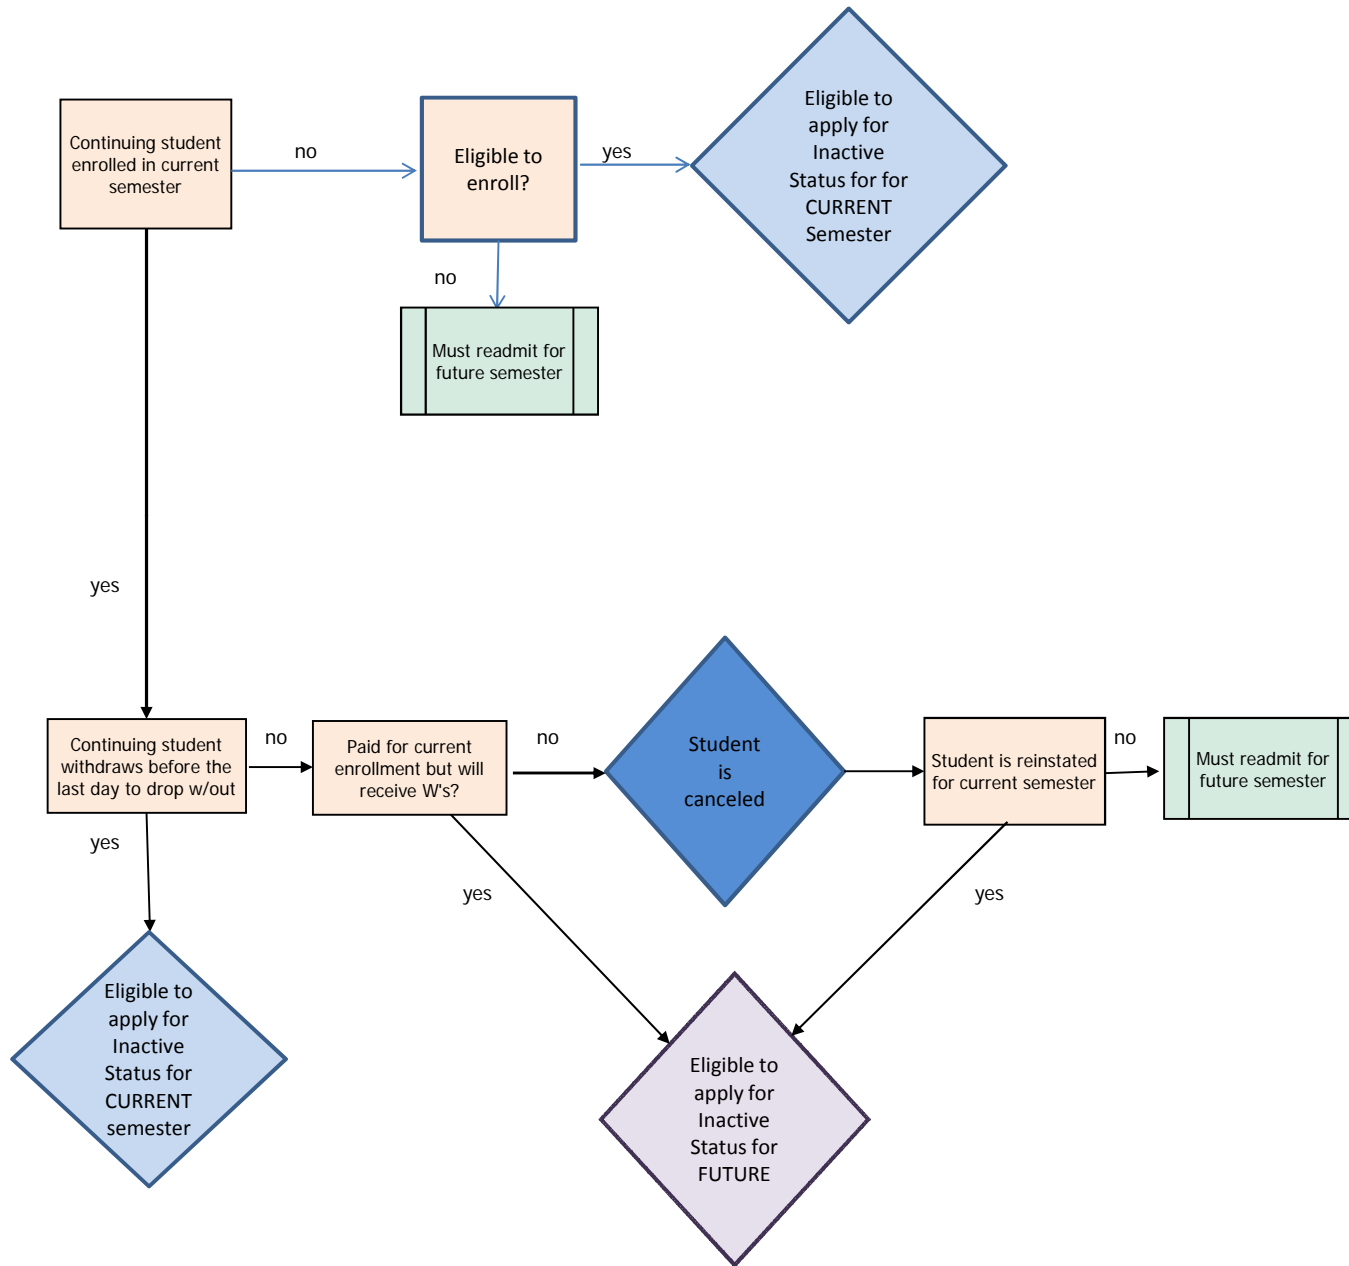 Continuing student
enrolled in current
semester
no
Eligible to
enroll?
yes
Eligible to
apply for
Inactive
Status for for
CURRENT
Semester
no
Must readmit for
future semester
yes
Continuing student
withdraws before the
last day to drop w/out
no
Paid for current
enrollment but will
receive W's?
no
Student
is
canceled
Student is reinstated
for current semester
no
Must readmit for
future semester
yes
yes
yes
Eligible to
apply for
Inactive
Status for
CURRENT
semester
Eligible to
apply for
Inactive
Status for
FUTURE